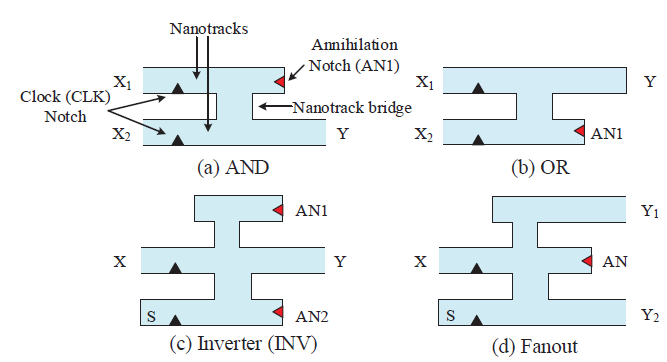 Nanotracks
Annihilation
Notch (AN1)
X1
Clock (CLK)
Notch
Nanotrack bridge
X2
Y
(a) AND
X1
Y
X2
AN1
(b) OR
AN1
X
Y
S
AN2
(c) Inverter (INV)
Y1
X
AN
S
Y2
(d) Fanout